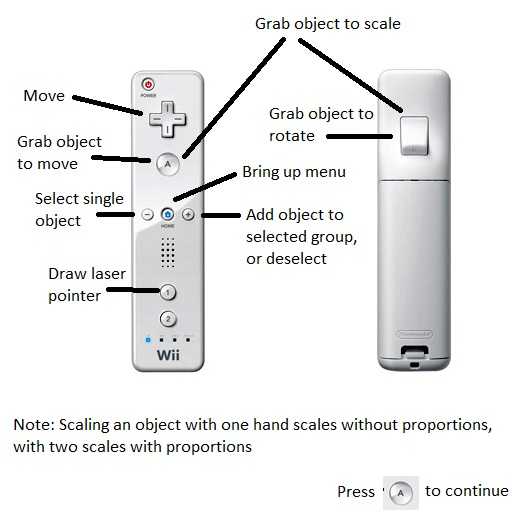 Grab object to scale
POWER
Move
Grab object to
rotate
Grab object
to move
A
Bring up menu
Select single
object
HOME
Add object to
selected group,
or deselect
Draw laser
pointer
1
2
Wii
Nintendo
Note: Scaling an object with one hand scales without proportions,
with two scales with proportions
Press A to continue